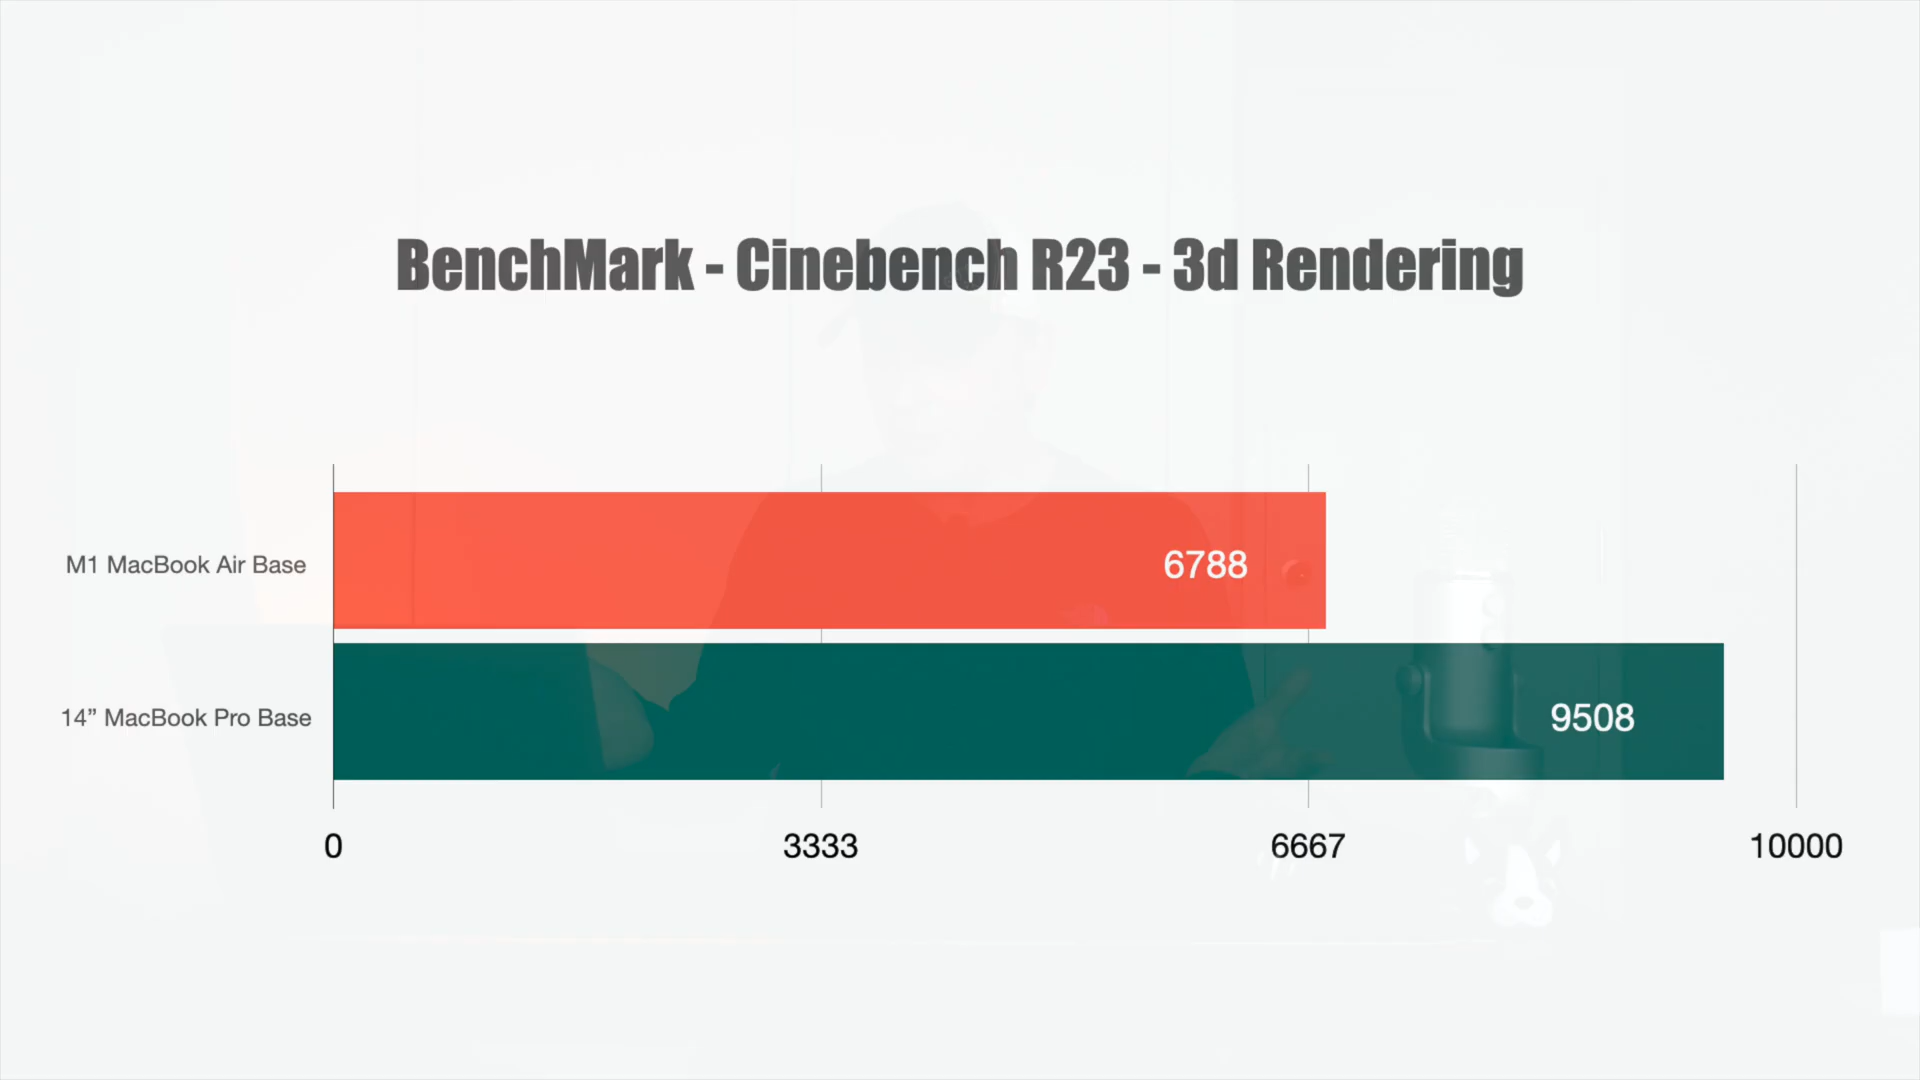 BenchMark - Cinebench R23 - 3d Rendering
M1 MacBook Air Base
6788
14” MacBook Pro Base
9508
0 3333 6667 10000